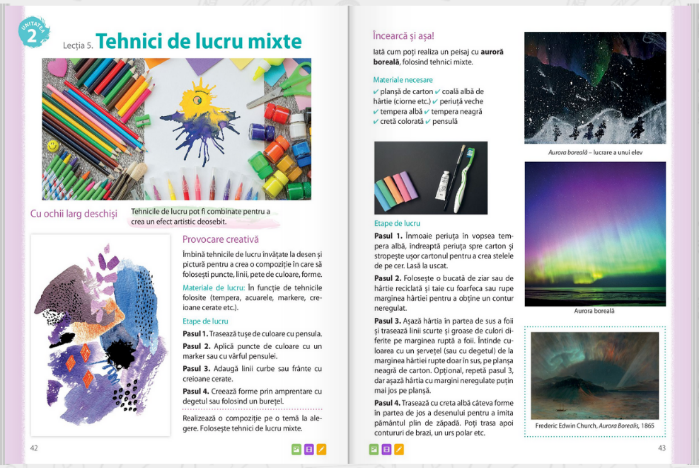 UNITATEA
2
Lecția 5. Tehnici de lucru mixte
Cu ochii larg deschiși
Tehnicile de lucru pot fi combinate pentru a
crea un efect artistic deosebit.
Provocare creativă
Îmbină tehnicile de lucru învățate la desen și
pictură pentru a crea o compoziție în care să
folosești puncte, linii, pete de culoare, forme.
Materiale de lucru: În funcție de tehnicile
folosite (tempera, acuarele, markere, cre-
ioane cerate etc.).
Etape de lucru
Pasul 1. Trasează tușe de culoare cu pensula.
Pasul 2. Aplică puncte de culoare cu un
marker sau cu vârful pensulei.
Pasul 3. Adaugă linii curbe sau frânte cu
creioane cerate.
Pasul 4. Creează forme prin amprentare cu
degetul sau folosind un burețel.
Realizează o compoziție pe o temă la ale-
gere. Folosește tehnici de lucru mixte.
42
Încearcă și așa!
Iată cum poți realiza un peisaj cu auroră
boreală, folosind tehnici mixte.
Materiale necesare
✓ planșă de carton ✓ coală albă de
hârtie (ciorne etc.) ✓ periuță veche
✓ tempera albă ✓ tempera neagră
✓ cretă colorată ✓ pensulă
Etape de lucru
Pasul 1. Înmoaie periuța în vopsea tem-
pera albă, îndreaptă periuța spre carton și
stropește ușor cartonul pentru a crea stelele
de pe cer. Lasă la uscat.
Pasul 2. Folosește o bucată de ziar sau de
hârtie reciclată și taie cu foarfeca sau rupe
marginea hârtiei pentru a obține un contur
neregulat.
Pasul 3. Așază hârtia în partea de sus a foii
și trasează linii scurte și groase de culori di-
ferite pe marginea ruptă a foii. Întinde cu-
loarea cu un șervețel (sau cu degetul) de la
marginea hârtiei rupte doar în sus, pe planșa
neagră de carton. Opțional, repetă pasul 3,
dar așază hârtia cu margini neregulate puțin
mai jos pe planșă.
Pasul 4. Trasează cu creta albă câteva forme
în partea de jos a desenului pentru a imita
pământul plin de zăpadă. Poți trasa apoi
contururi de brazi, un urs polar etc.
Aurora boreală – lucrare a unui elev
Aurora boreală
Frederic Edwin Church, Aurora Borealis, 1865
43